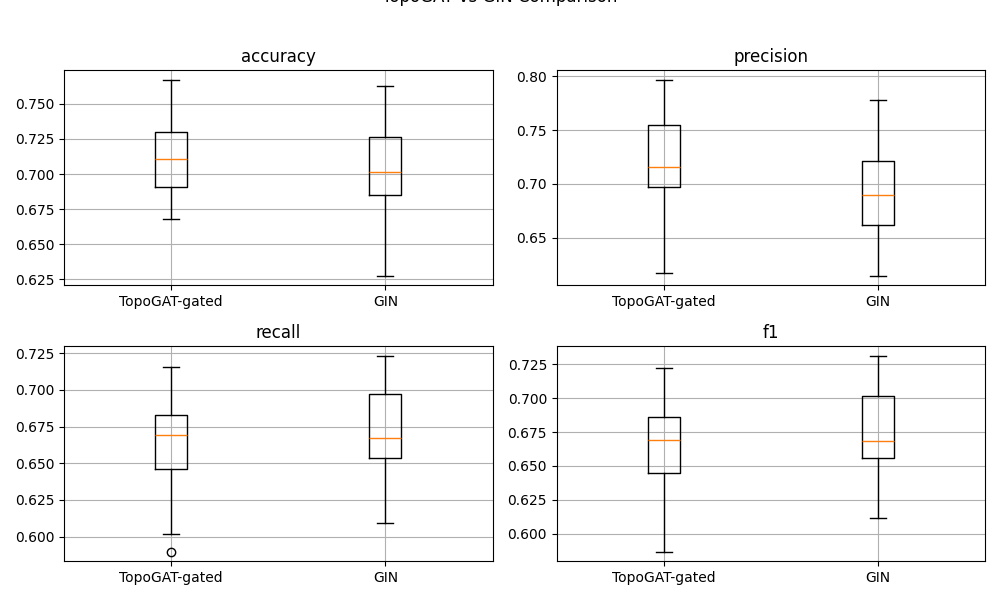 TopoGAT vs GIN Comparison
accuracy
0.750
0.725
0.700
0.675
0.650
0.625
TopoGAT-gated GIN
precision
0.80
0.75
0.70
0.65
TopoGAT-gated GIN
recall
0.725
0.700
0.675
0.650
0.625
0.600
TopoGAT-gated GIN
f1
0.725
0.700
0.675
0.650
0.625
0.600
TopoGAT-gated GIN